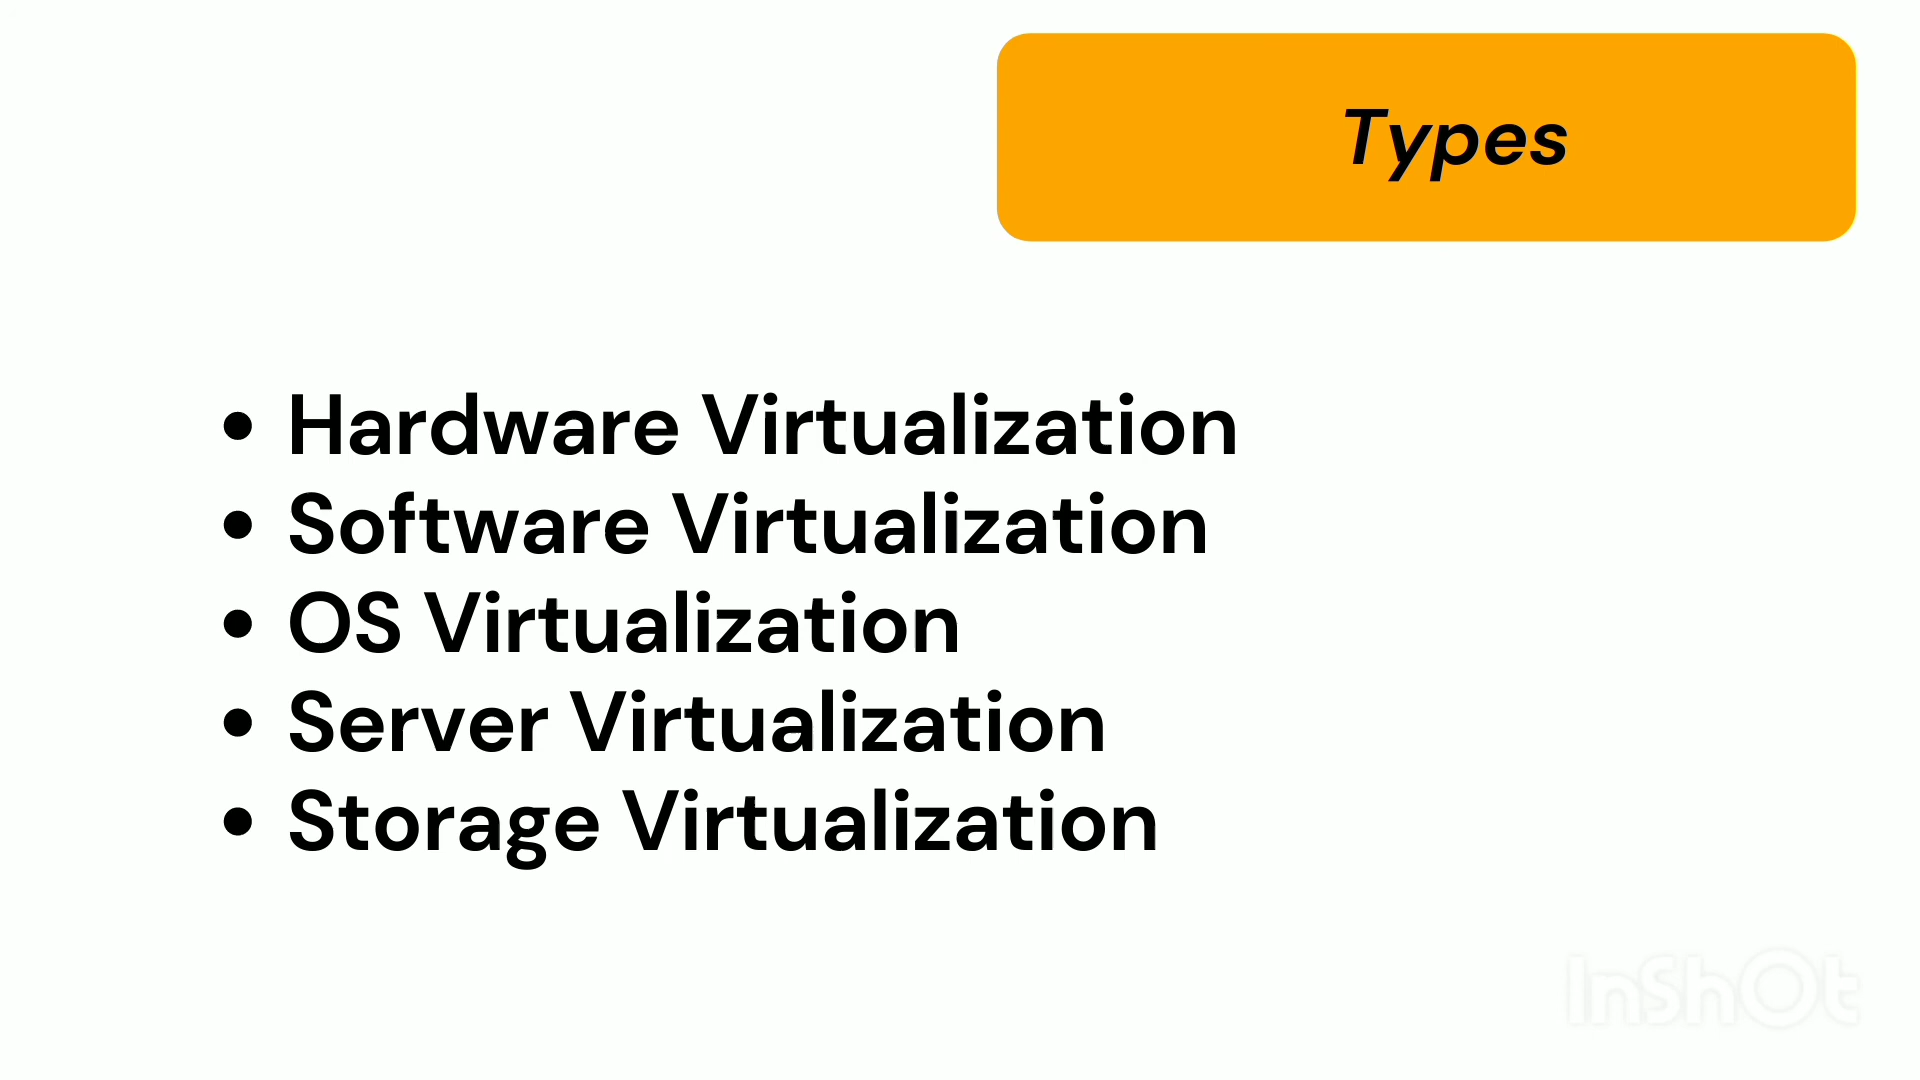 Types
• Hardware Virtualization
• Software Virtualization
• OS Virtualization
• Server Virtualization
• Storage Virtualization
InShOt